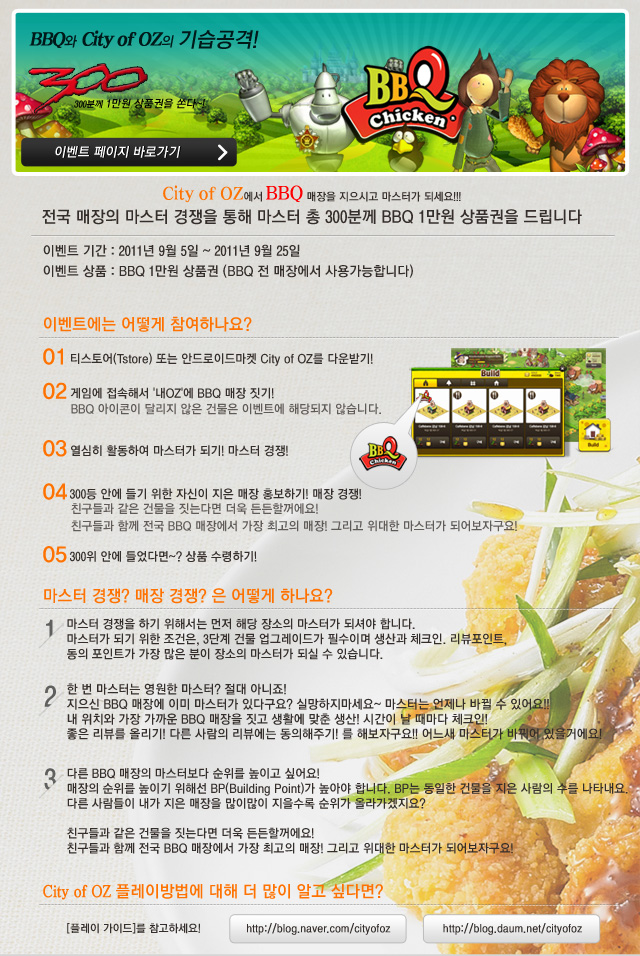 BBQ와 City of OZ의 기습공격!
300
300분께 1만원 상품권을 쏜다~!
BBQ
Chicken
이벤트 페이지 바로가기
City of OZ에서 BBQ 매장을 지으시고 마스터가 되세요!!!
전국 매장의 마스터 경쟁을 통해 마스터 총 300분께 BBQ 1만원 상품권을 드립니다
이벤트 기간 : 2011년 9월 5일 ~ 2011년 9월 25일
이벤트 상품 : BBQ 1만원 상품권 (BBQ 전 매장에서 사용가능합니다)
이벤트에는 어떻게 참여하나요?
01 티스토어(Tstore) 또는 안드로이드마켓 City of OZ를 다운받기!
02 게임에 접속해서 '내OZ'에 BBQ 매장 짓기!
BBQ 아이콘이 달리지 않은 건물은 이벤트에 해당되지 않습니다.
Build
Build
BBQ
Chicken
03 열심히 활동하여 마스터가 되기! 마스터 경쟁!
04 300등 안에 들기 위한 자신이 지은 매장 홍보하기! 매장 경쟁!
친구들과 같은 건물을 짓는다면 더욱 든든할꺼에요!
친구들과 함께 전국 BBQ 매장에서 가장 최고의 매장! 그리고 위대한 마스터가 되어보자구요!
05 300위 안에 들었다면~? 상품 수령하기!
마스터 경쟁? 매장 경쟁? 은 어떻게 하나요?
1 마스터 경쟁을 하기 위해서는 먼저 해당 장소의 마스터가 되셔야 합니다.
마스터가 되기 위한 조건은, 3단계 건물 업그레이드가 필수이며 생산과 체크인. 리뷰포인트,
동의 포인트가 가장 많은 분이 장소의 마스터가 되실 수 있습니다.
2 한 번 마스터는 영원한 마스터? 절대 아니죠!
지으신 BBQ 매장에 이미 마스터가 있다구요? 실망하지마세요~ 마스터는 언제나 바뀔 수 있어요!!
내 위치와 가장 가까운 BBQ 매장을 짓고 생활에 맞춘 생산! 시간이 날 때마다 체크인!
좋은 리뷰를 올리기! 다른 사람의 리뷰에는 동의해주기! 를 해보자구요!! 어느새 마스터가 바뀌어 있을거에요!
3 다른 BBQ 매장의 마스터보다 순위를 높이고 싶어요!
매장의 순위를 높이기 위해선 BP(Building Point)가 높아야 합니다. BP는 동일한 건물을 지은 사람의 수를 나타내요.
다른 사람들이 내가 지은 매장을 많이많이 지을수록 순위가 올라가겠지요?
친구들과 같은 건물을 짓는다면 더욱 든든할꺼에요!
친구들과 함께 전국 BBQ 매장에서 가장 최고의 매장! 그리고 위대한 마스터가 되어보자구요!
City of OZ 플레이방법에 대해 더 많이 알고 싶다면?
[플레이 가이드]를 참고하세요!
http://blog.naver.com/cityofoz
http://blog.daum.net/cityofoz